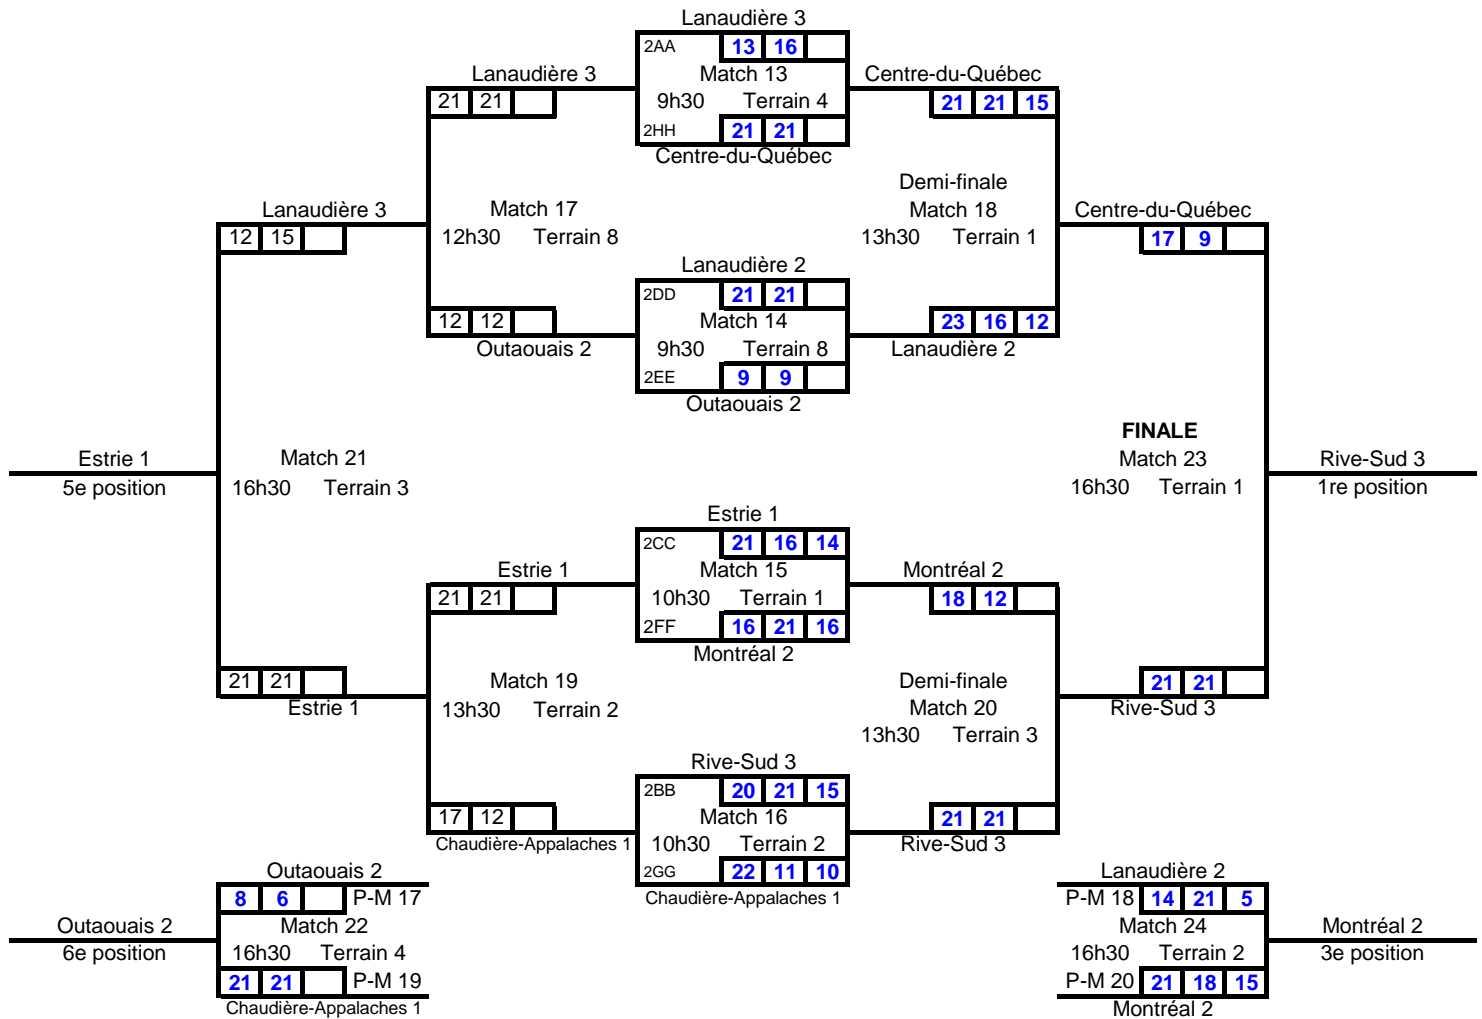 Lanaudière 3
2AA 13 16
Lanaudière 3 Match 13 Centre-du-Québec
21 21 9h30 Terrain 4 21 21 15
2HH 21 21
Centre-du-Québec
Demi-finale
Lanaudière 3 Match 17 Match 18 Centre-du-Québec
12 15 12h30 Terrain 8 13h30 Terrain 1 17 9
Lanaudière 2
2DD 21 21
12 12 Match 14 23 16 12
Outaouais 2 9h30 Terrain 8 Lanaudière 2
2EE 9 9
Outaouais 2
FINALE
Estrie 1 Match 21 Match 23 Rive-Sud 3
5e position 16h30 Terrain 3 16h30 Terrain 1 1re position
Estrie 1
2CC 21 16 14
Estrie 1 Match 15 Montréal 2
21 21 10h30 Terrain 1 18 12
2FF 16 21 16
Montréal 2
21 21 Match 19 Demi-finale 21 21
Estrie 1 13h30 Terrain 2 Match 20 Rive-Sud 3
13h30 Terrain 3
Rive-Sud 3
2BB 20 21 15
17 12 Match 16 21 21
Chaudière-Appalaches 1 10h30 Terrain 2 Rive-Sud 3
2GG 22 11 10
Chaudière-Appalaches 1
Outaouais 2 Lanaudière 2
8 6 P-M 17 P-M 18 14 21 5
Outaouais 2 Match 22 Match 24 Montréal 2
6e position 16h30 Terrain 4 16h30 Terrain 2 3e position
21 21 P-M 19 P-M 20 21 18 15
Chaudière-Appalaches 1 Montréal 2